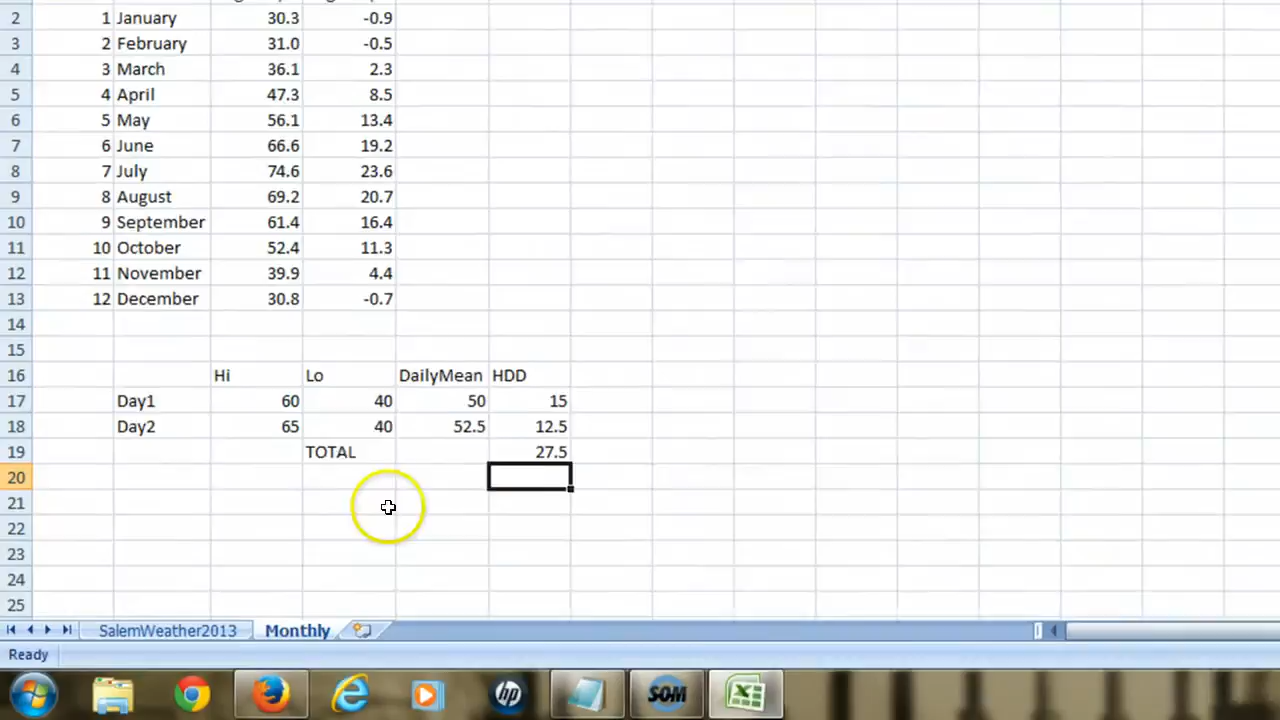 2 1 January 30.3 -0.9
3 2 February 31.0 -0.5
4 3 March 36.1 2.3
5 4 April 47.3 8.5
6 5 May 56.1 13.4
7 6 June 66.6 19.2
8 7 July 74.6 23.6
9 8 August 69.2 20.7
10 9 September 61.4 16.4
11 10 October 52.4 11.3
12 11 November 39.9 4.4
13 12 December 30.8 -0.7
14
15
16 Hi Lo DailyMean HDD
17 Day1 60 40 50 15
18 Day2 65 40 52.5 12.5
19 TOTAL 27.5
20
21
22
23
24
25
SalemWeather2013 Monthly
Ready
hp SOM